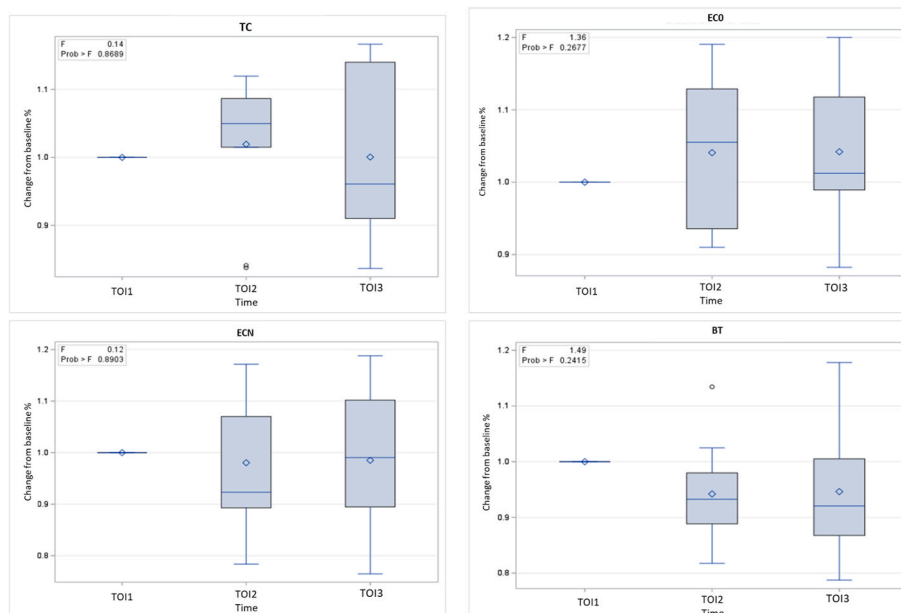 TC
F 0.14
Prob > F 0.8689
Change from baseline %
1.1
1.0
0.9
TOI1 TOI2 TOI3
Time
EC0
F 1.36
Prob > F 0.2677
Change from baseline %
1.2
1.1
1.0
0.9
TOI1 TOI2 TOI3
Time
ECN
F 0.12
Prob > F 0.8903
Change from baseline %
1.2
1.1
1.0
0.9
0.8
TOI1 TOI2 TOI3
Time
BT
F 1.49
Prob > F 0.2415
Change from baseline %
1.2
1.1
1.0
0.9
0.8
TOI1 TOI2 TOI3
Time